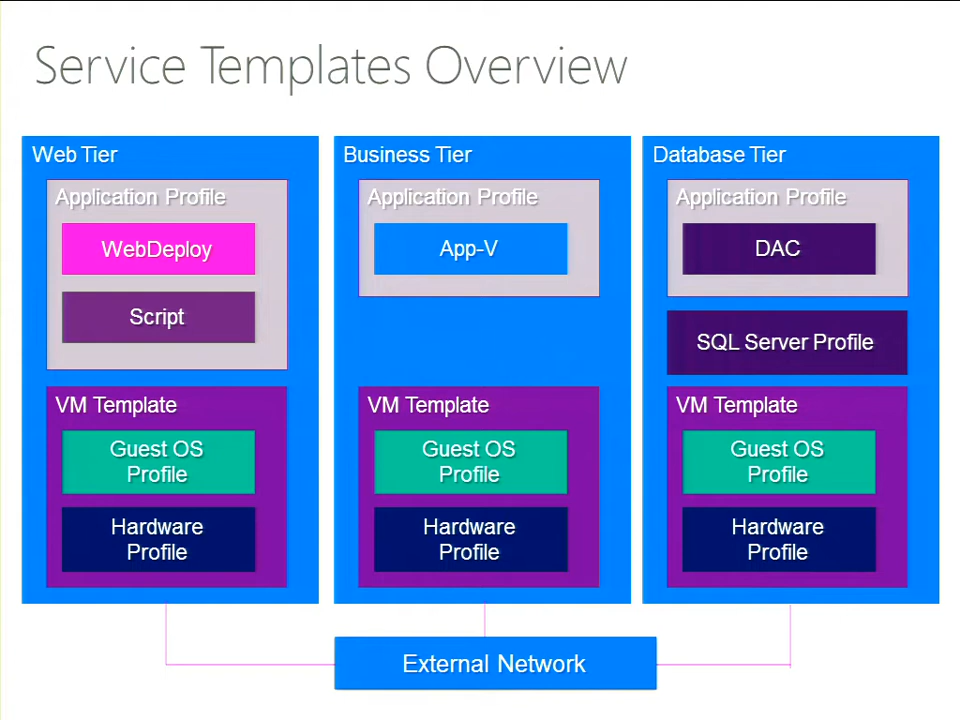 Service Templates Overview
Web Tier
Application Profile
WebDeploy
Script
VM Template
Guest OS
Profile
Hardware
Profile
Business Tier
Application Profile
App-V
VM Template
Guest OS
Profile
Hardware
Profile
Database Tier
Application Profile
DAC
SQL Server Profile
VM Template
Guest OS
Profile
Hardware
Profile
External Network